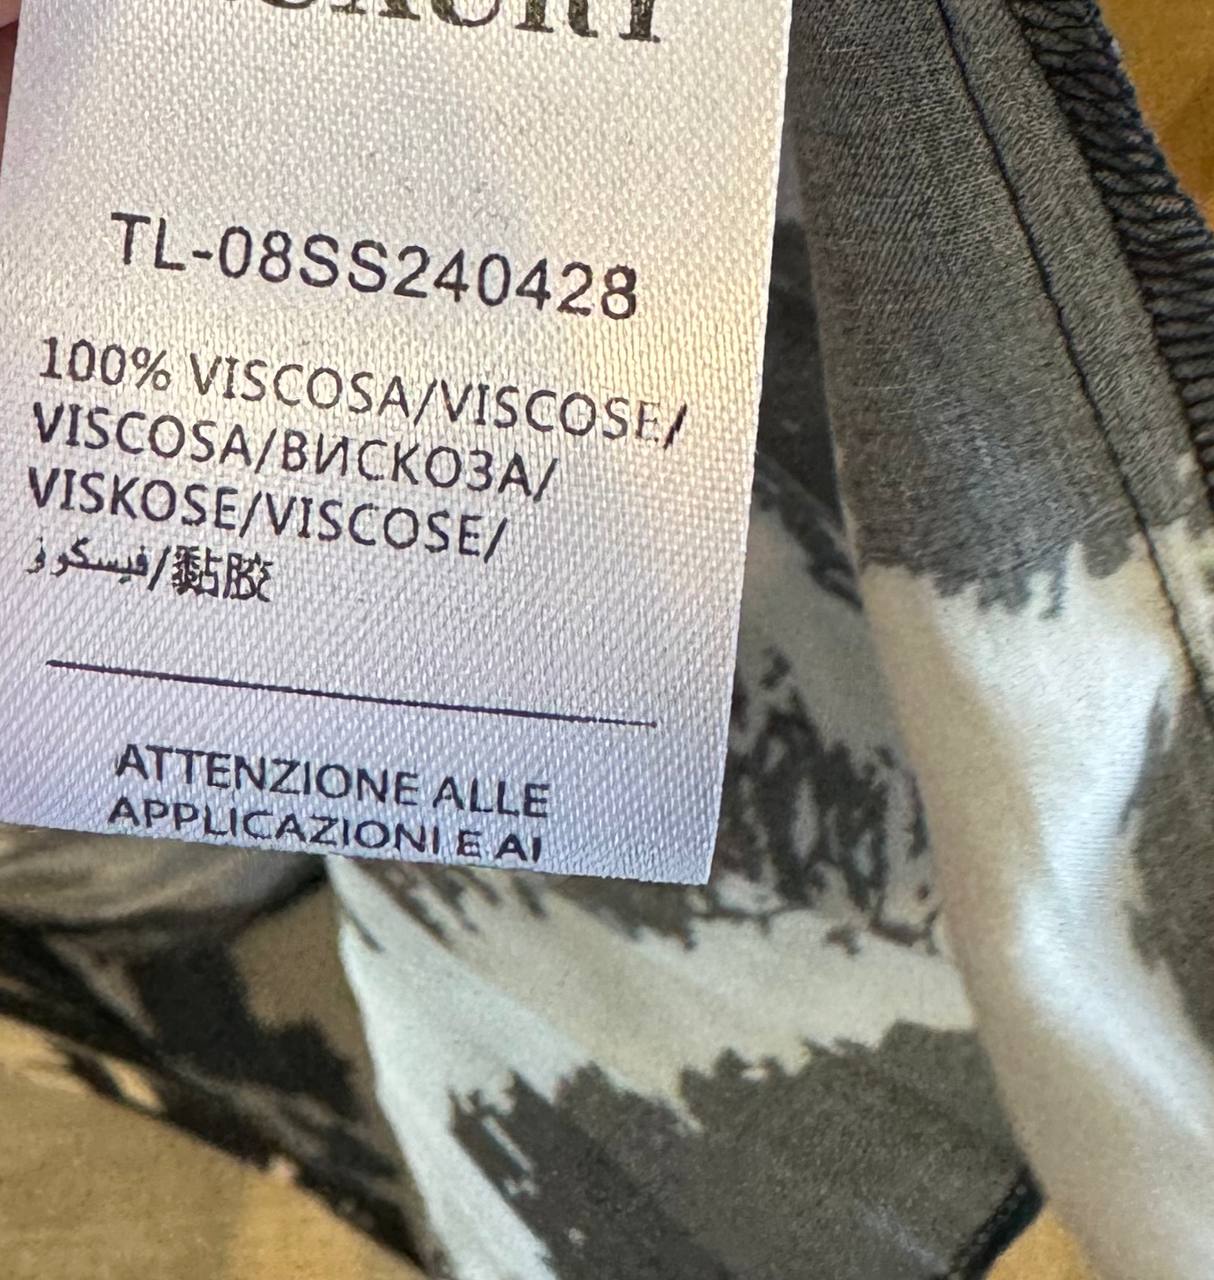 TL-08SS240428
100% VISCOSA/VISCOSE/
VISCOSA/ВИСКОЗА/
VISKOSE/VISCOSE/
فيسكوز/黏胶
ATTENZIONE ALLE
APPLICAZIONI E AI